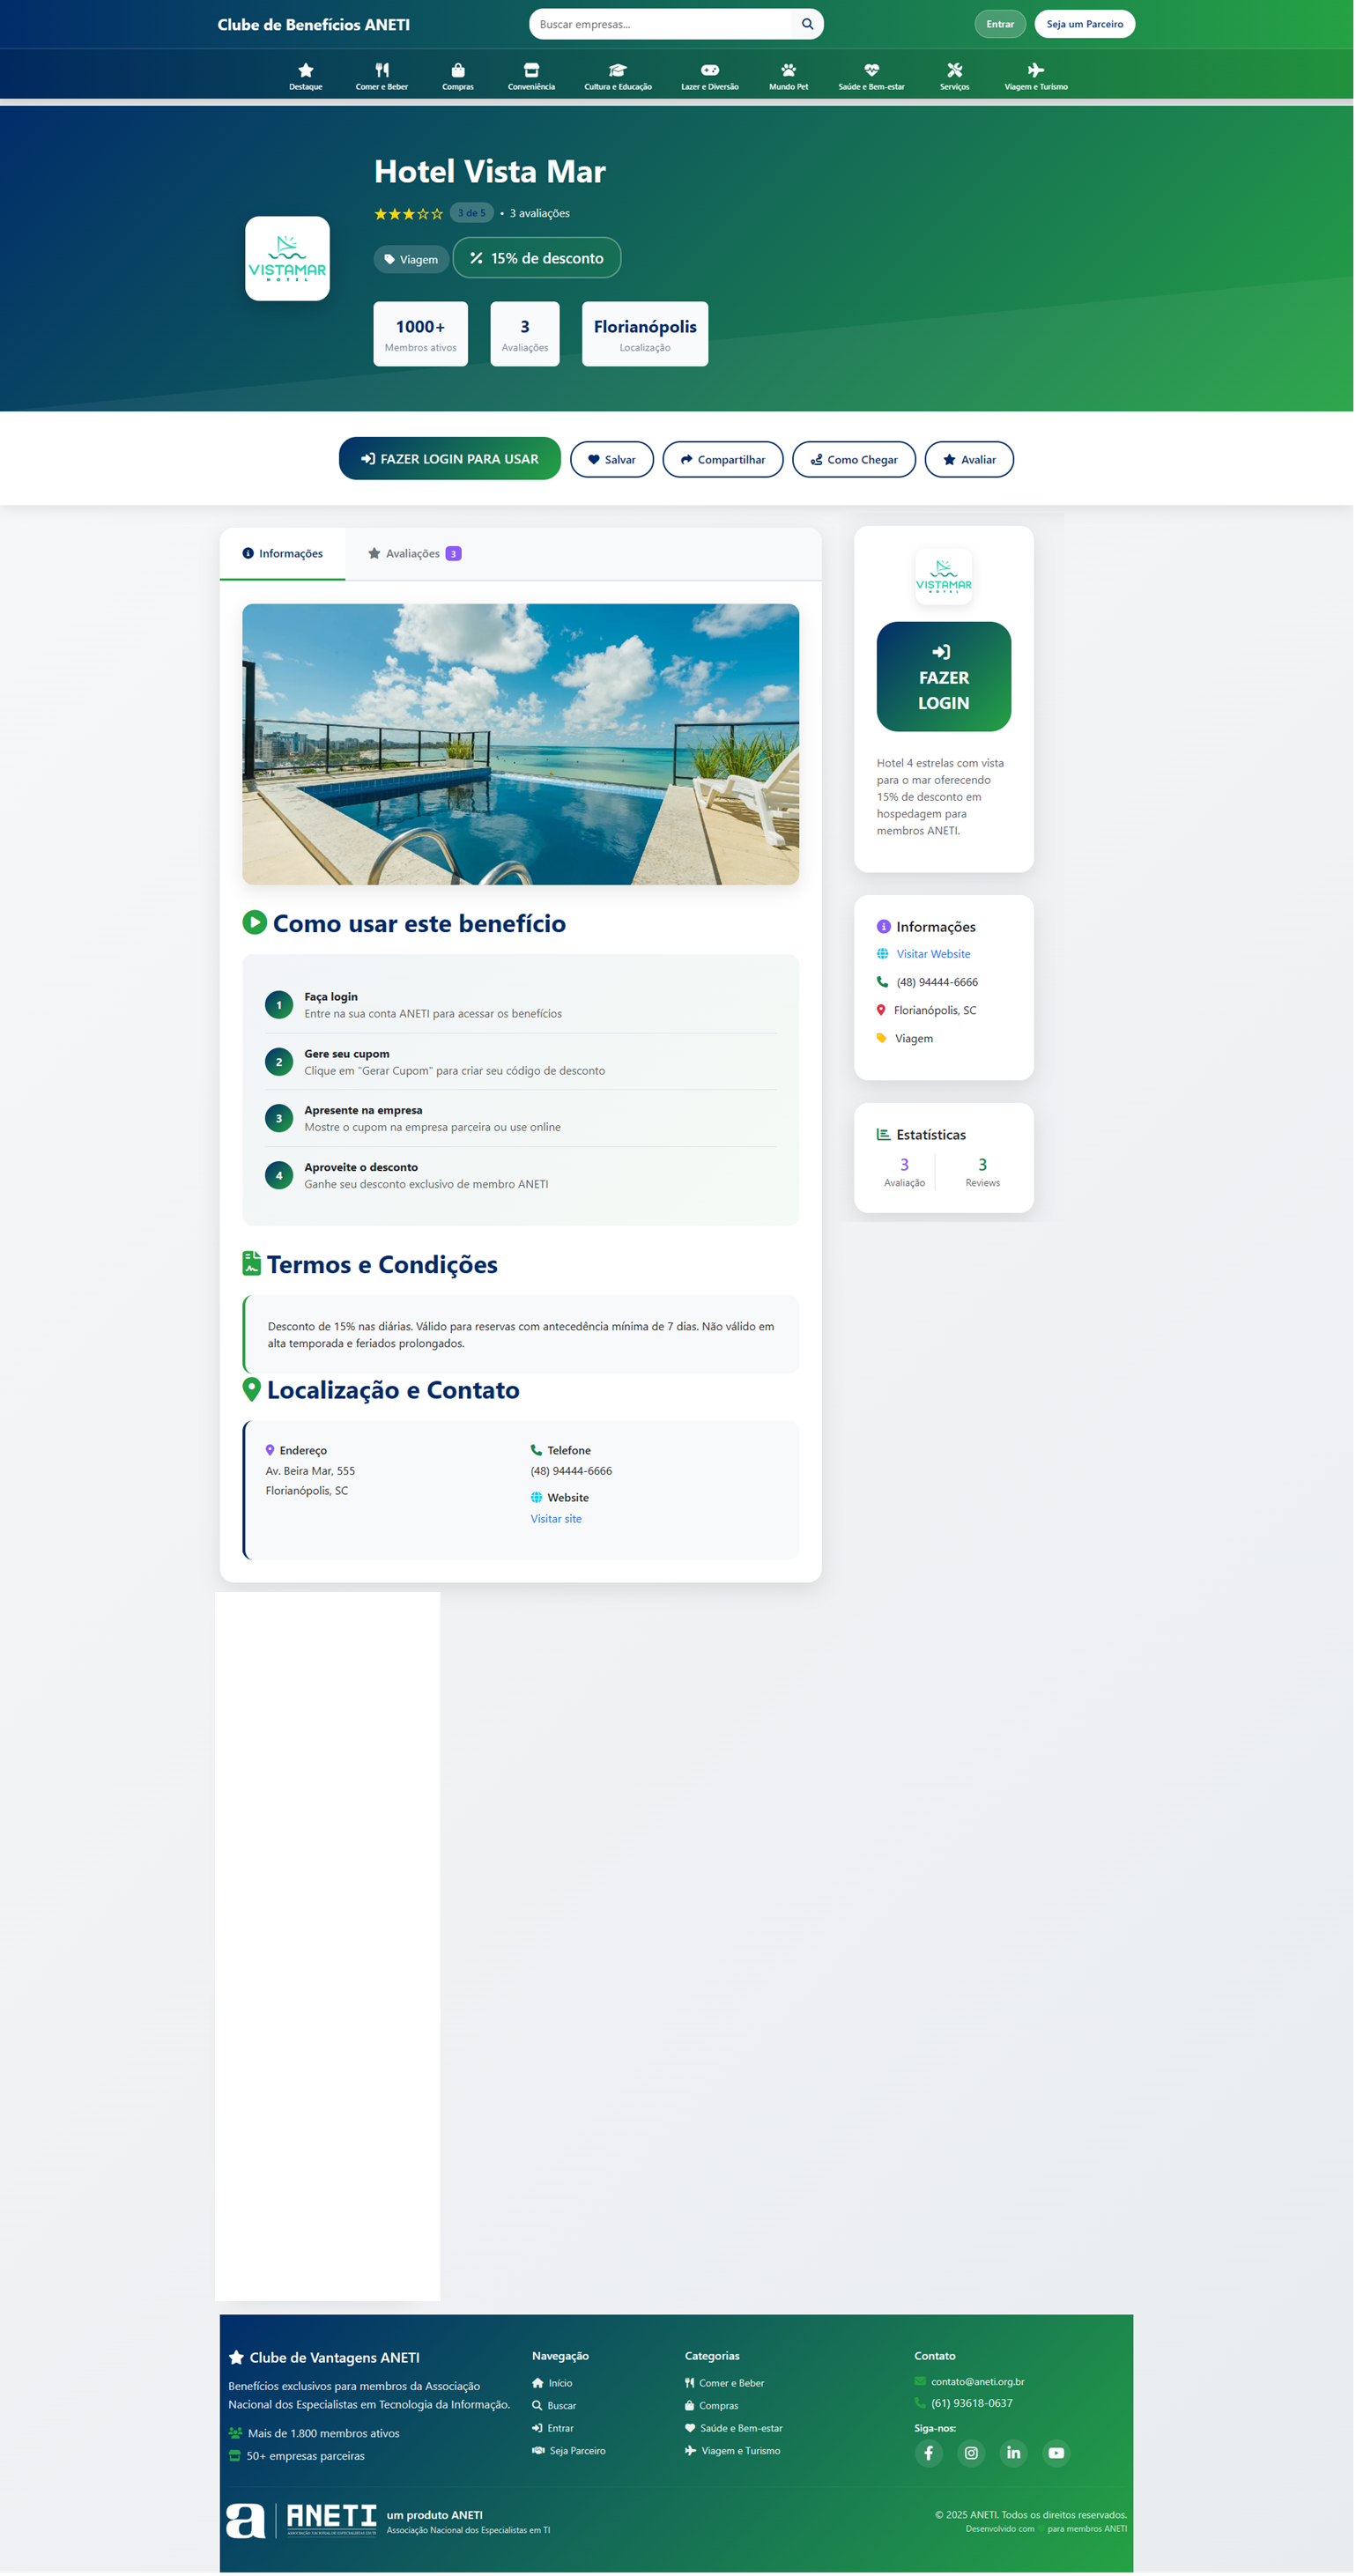 Clube de Benefícios ANETI
Buscar empresas...
Entrar
Seja um Parceiro
Destaque
Comer e Beber
Compras
Conveniência
Cultura e Educação
Lazer e Diversão
Mundo Pet
Saúde e Bem-estar
Serviços
Viagem e Turismo
VISTAMAR
HOTEL
Hotel Vista Mar
3 de 5
• 3 avaliações
Viagem
15% de desconto
1000+
Membros ativos
3
Avaliações
Florianópolis
Localização
FAZER LOGIN PARA USAR
Salvar
Compartilhar
Como Chegar
Avaliar
Informações
Avaliações 3
Como usar este benefício
1
Faça login
Entre na sua conta ANETI para acessar os benefícios
2
Gere seu cupom
Clique em "Gerar Cupom" para criar seu código de desconto
3
Apresente na empresa
Mostre o cupom na empresa parceira ou use online
4
Aproveite o desconto
Ganhe seu desconto exclusivo de membro ANETI
Termos e Condições
Desconto de 15% nas diárias. Válido para reservas com antecedência mínima de 7 dias. Não válido em
alta temporada e feriados prolongados.
Localização e Contato
Endereço
Av. Beira Mar, 555
Florianópolis, SC
Telefone
(48) 94444-6666
Website
Visitar site
VISTAMAR
HOTEL
FAZER
LOGIN
Hotel 4 estrelas com vista
para o mar oferecendo
15% de desconto em
hospedagem para
membros ANETI.
Informações
Visitar Website
(48) 94444-6666
Florianópolis, SC
Viagem
Estatísticas
3
Avaliação
3
Reviews
Clube de Vantagens ANETI
Benefícios exclusivos para membros da Associação
Nacional dos Especialistas em Tecnologia da Informação.
Mais de 1.800 membros ativos
50+ empresas parceiras
Navegação
Início
Buscar
Entrar
Seja Parceiro
Categorias
Comer e Beber
Compras
Saúde e Bem-estar
Viagem e Turismo
Contato
contato@aneti.org.br
(61) 93618-0637
Siga-nos:
a
ANETI
um produto ANETI
Associação Nacional dos Especialistas em TI
© 2025 ANETI. Todos os direitos reservados.
Desenvolvido com para membros ANETI